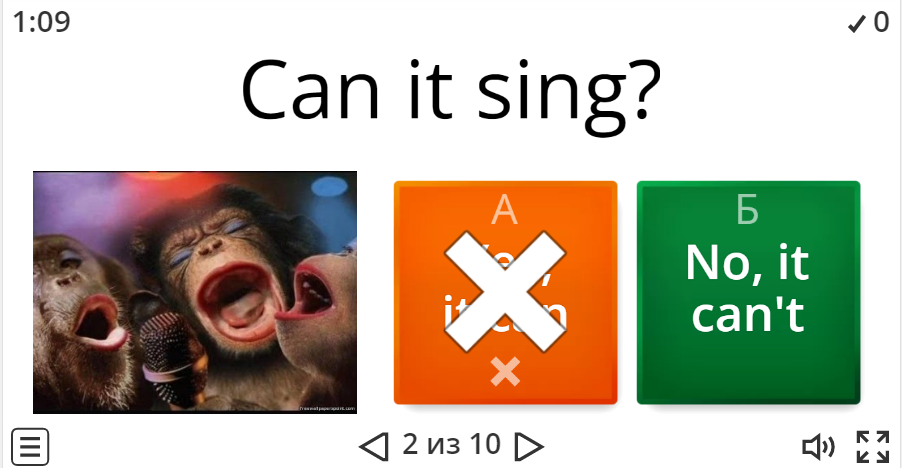 1:09
✓ 0
Can it sing?
А
Б
No, it
can't
2 из 10